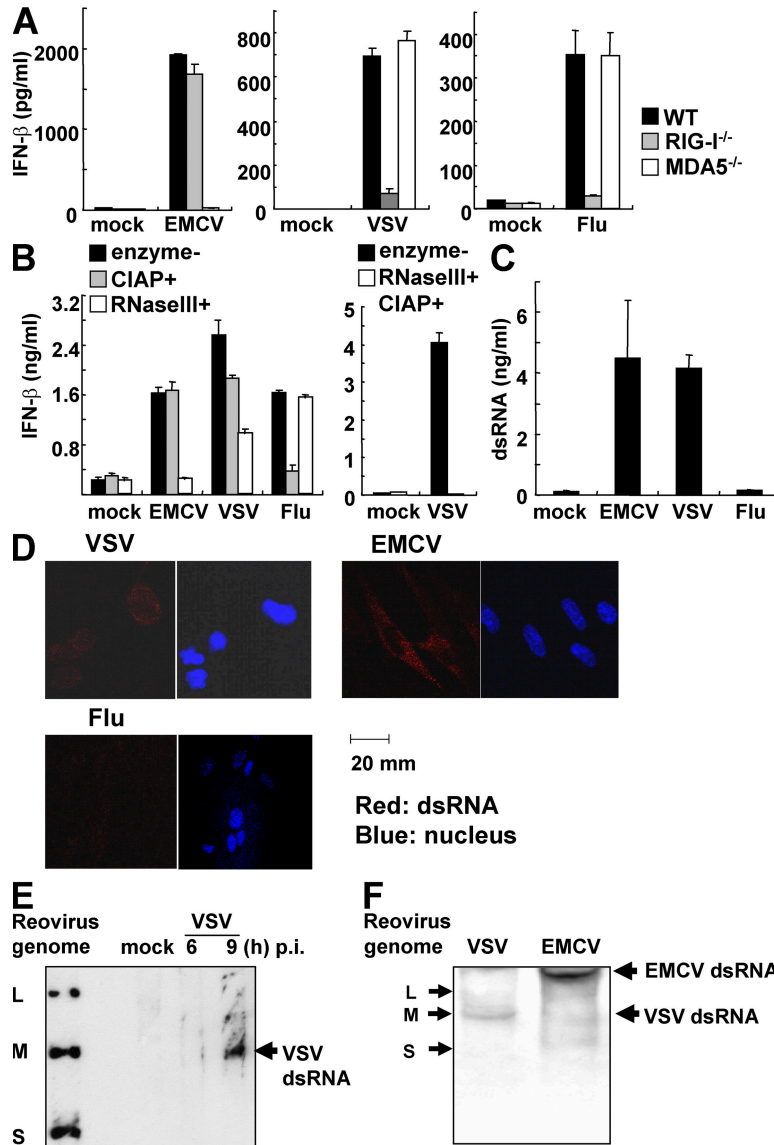 A
IFN-β (pg/ml)
2000
1000
0
mock EMCV
800
600
400
200
0
mock VSV
400
300
200
100
0
mock Flu
WT
RIG-I-/-
MDA5-/-
B
enzyme-
CIAP+
RNaseIII+
IFN-β (ng/ml)
3.2
2.4
1.6
0.8
mock EMCV VSV Flu
enzyme-
RNaseIII+
CIAP+
5
4
3
2
1
0
mock VSV
C
dsRNA (ng/ml)
6
4
2
0
mock EMCV VSV Flu
D
VSV
EMCV
Flu
20 mm
Red: dsRNA
Blue: nucleus
E
Reovirus
genome
mock
VSV
6 9 (h) p.i.
L
M
S
VSV
dsRNA
F
Reovirus
genome
VSV EMCV
L
M
S
EMCV dsRNA
VSV dsRNA